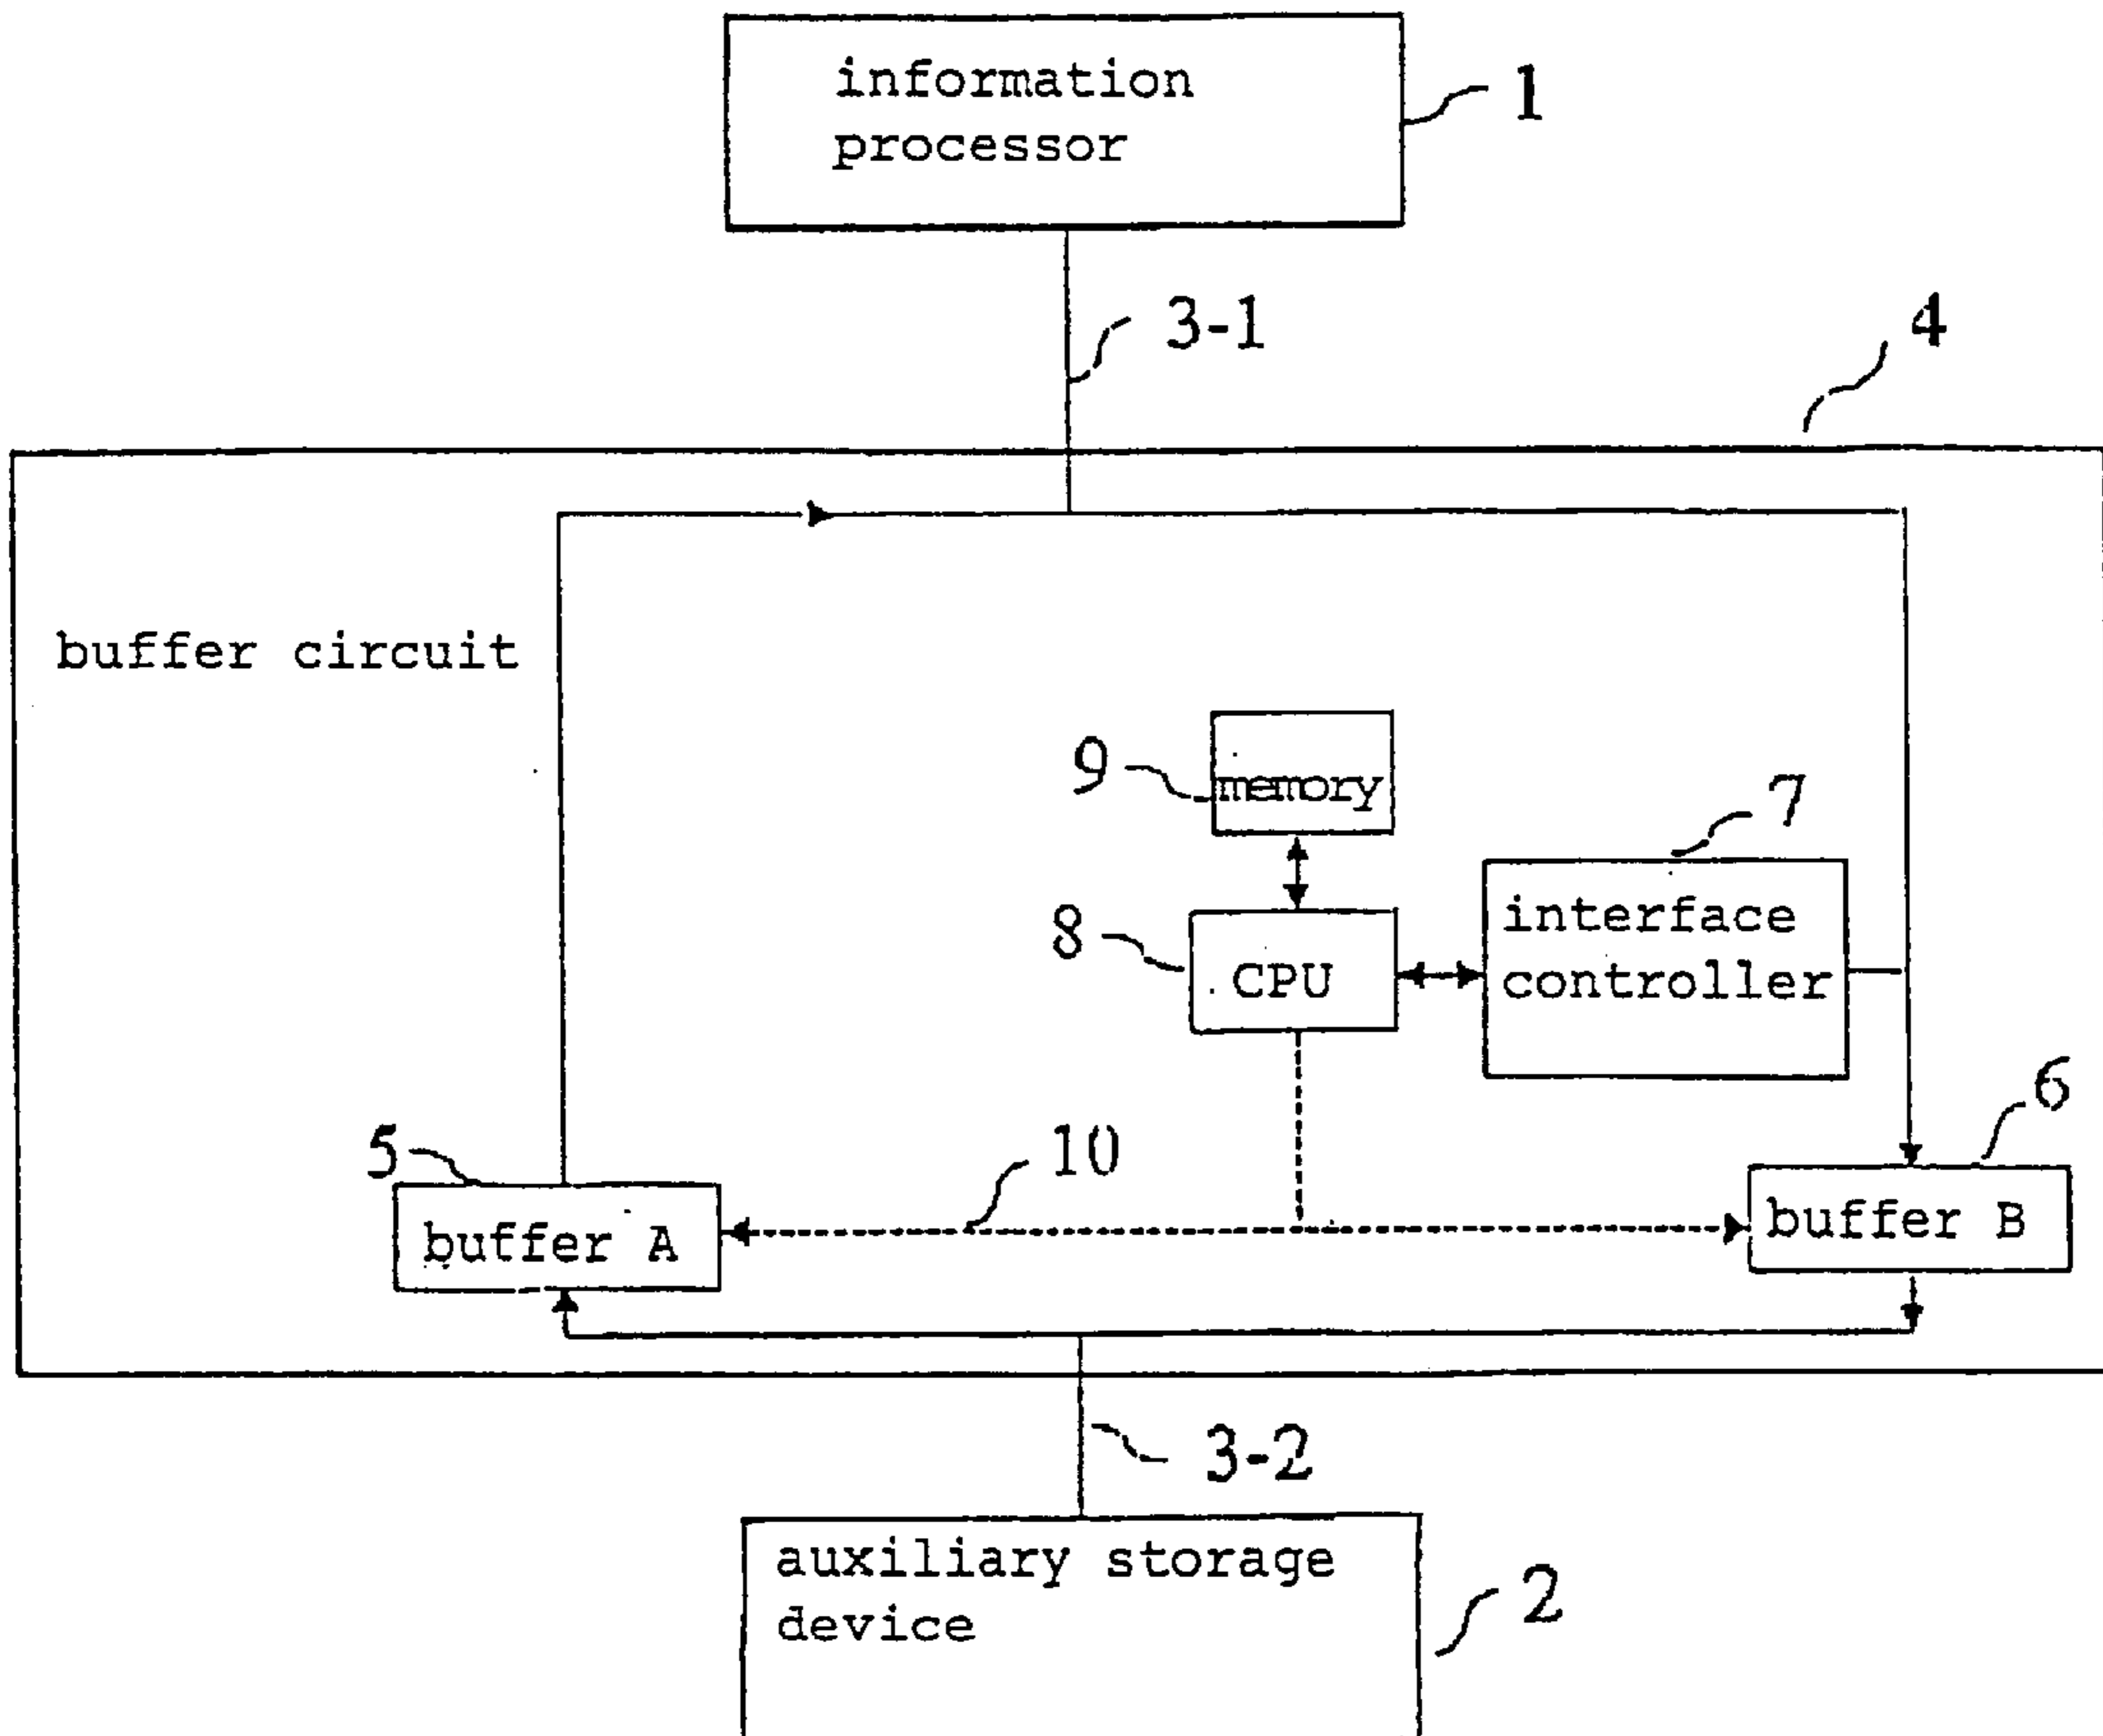 information
processor
1
3-1
4
buffer circuit
9
memory
7
8
CPU
interface
controller
6
5
10
buffer A
buffer B
3-2
auxiliary storage
device
2